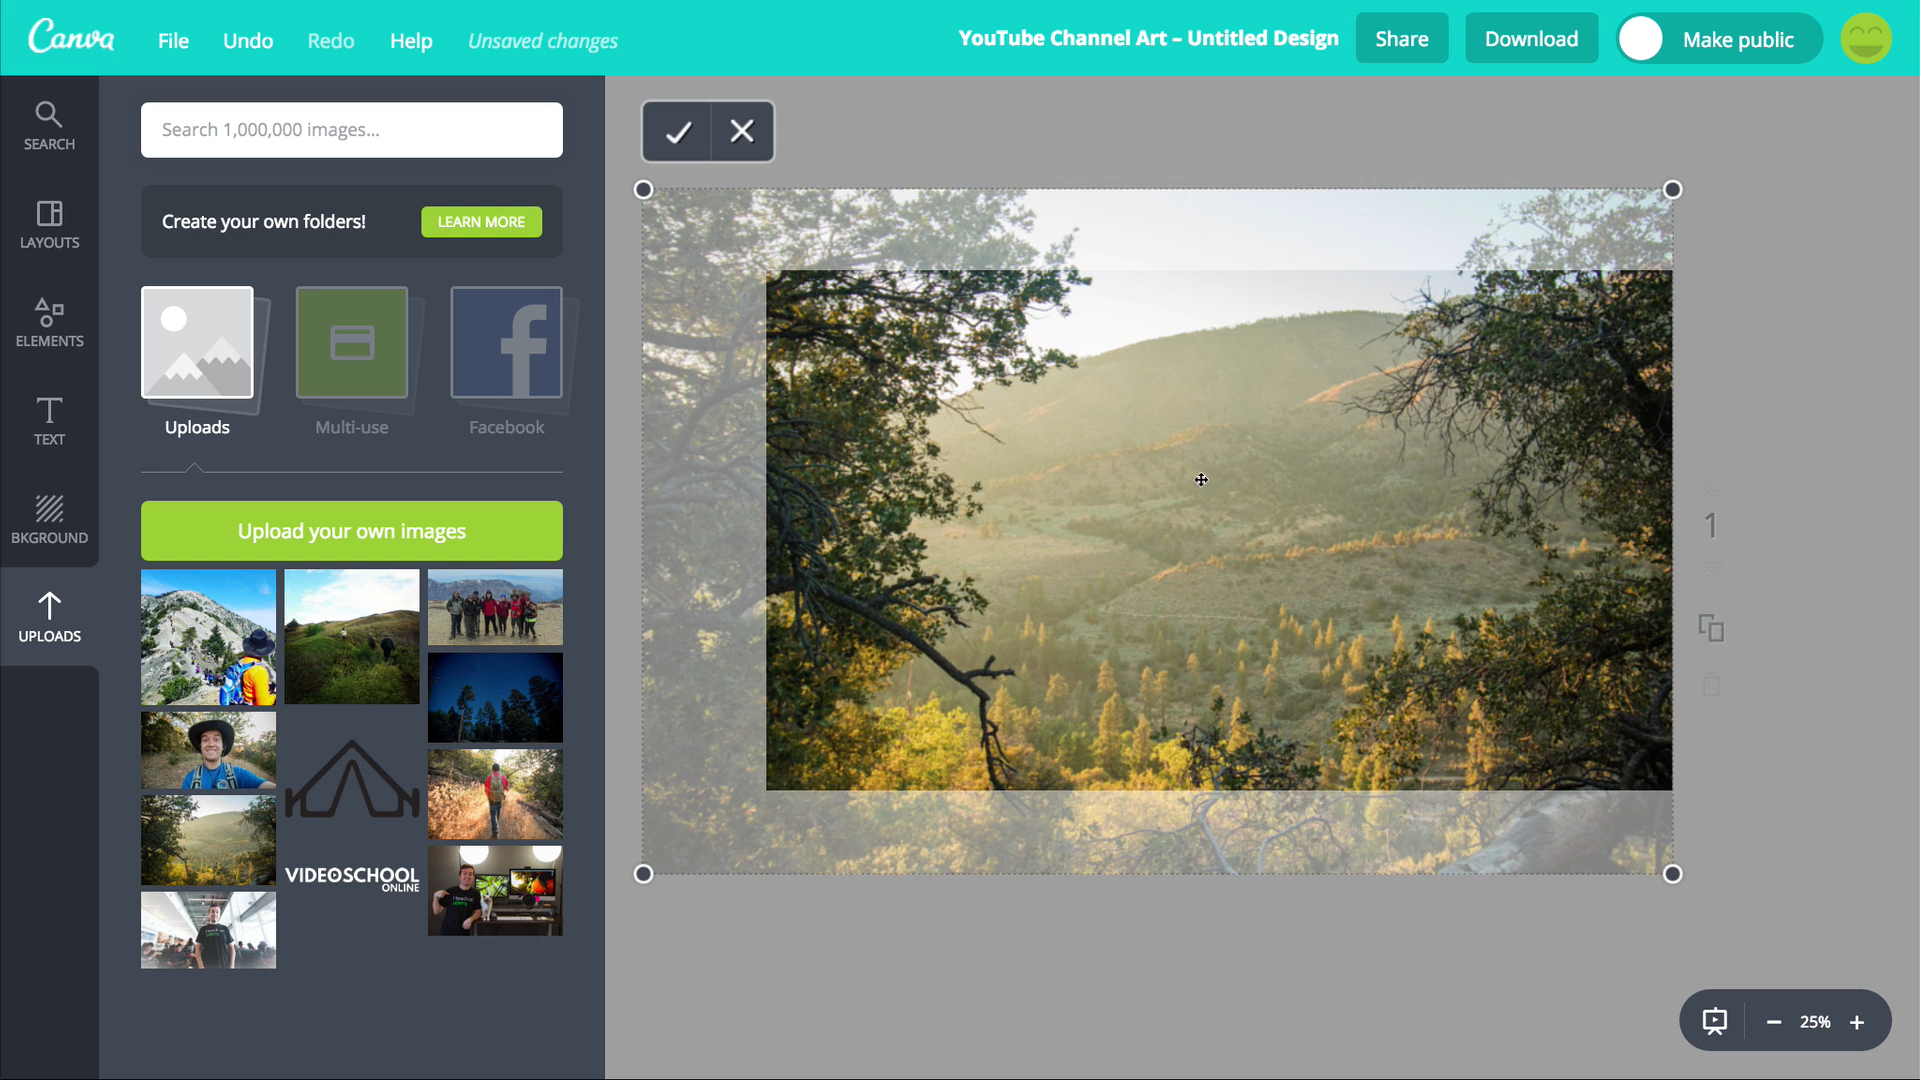 Canva
File
Undo
Redo
Help
Unsaved changes
YouTube Channel Art – Untitled Design
Share
Download
Make public
SEARCH
LAYOUTS
ELEMENTS
TEXT
BKGROUND
UPLOADS
Search 1,000,000 images...
Create your own folders!
LEARN MORE
f
Uploads
Multi-use
Facebook
Upload your own images
VIDEOSCHOOL
ONLINE
1
25%